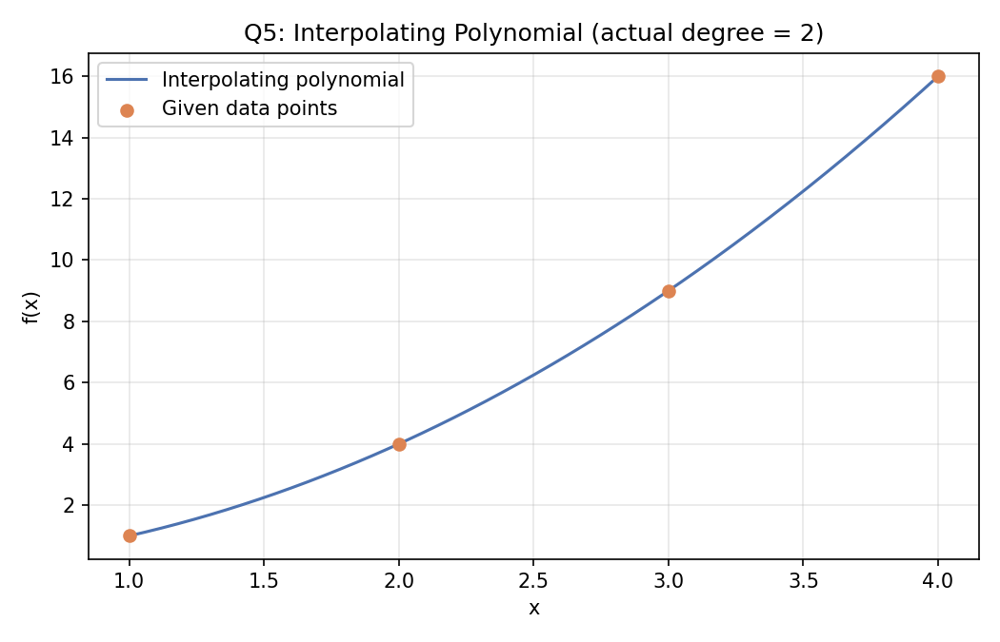 Q5: Interpolating Polynomial (actual degree = 2)
Interpolating polynomial
Given data points
16
14
12
10
8
6
4
2
f(x)
1.0 1.5 2.0 2.5 3.0 3.5 4.0
x